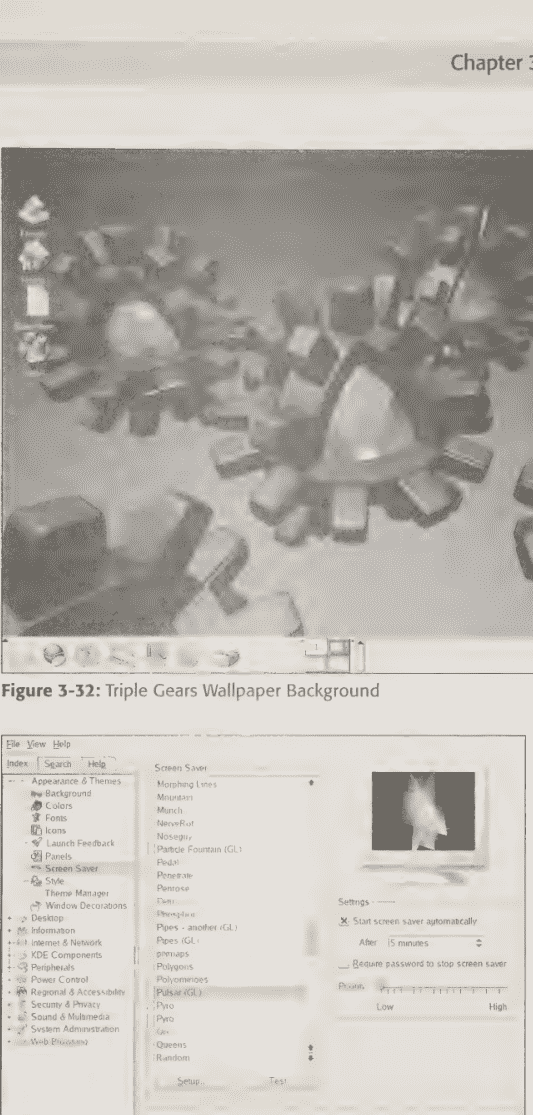 Chapter 3
Figure 3-32: Triple Gears Wallpaper Background
File View Help
Index Search Help
Appearance & Themes
Background
Colors
Fonts
Icons
Launch Feedback
Panels
Screen Saver
Style
Theme Manager
Window Decorations
Desktop
Information
Internet & Network
KDE Components
Peripherals
Power Control
Regional & Accessibility
Security & Privacy
Sound & Multimedia
System Administration
Web Browsing
Screen Saver
Morphing Lines
Mountain
Munch
NerveRot
Noseguy
Particle Fountain (GL)
Pedal
Penetrate
Penrose
Phosphor
Pipes - another (GL)
Pipes (GL)
pyro
Polygons
Polyominoes
Pulsar (GL)
Pyro
Pyro
Qix
Queens
Random
Setup...
Test
Settings
Start screen saver automatically
After 15 minutes
Require password to stop screen saver
Priority
Low High